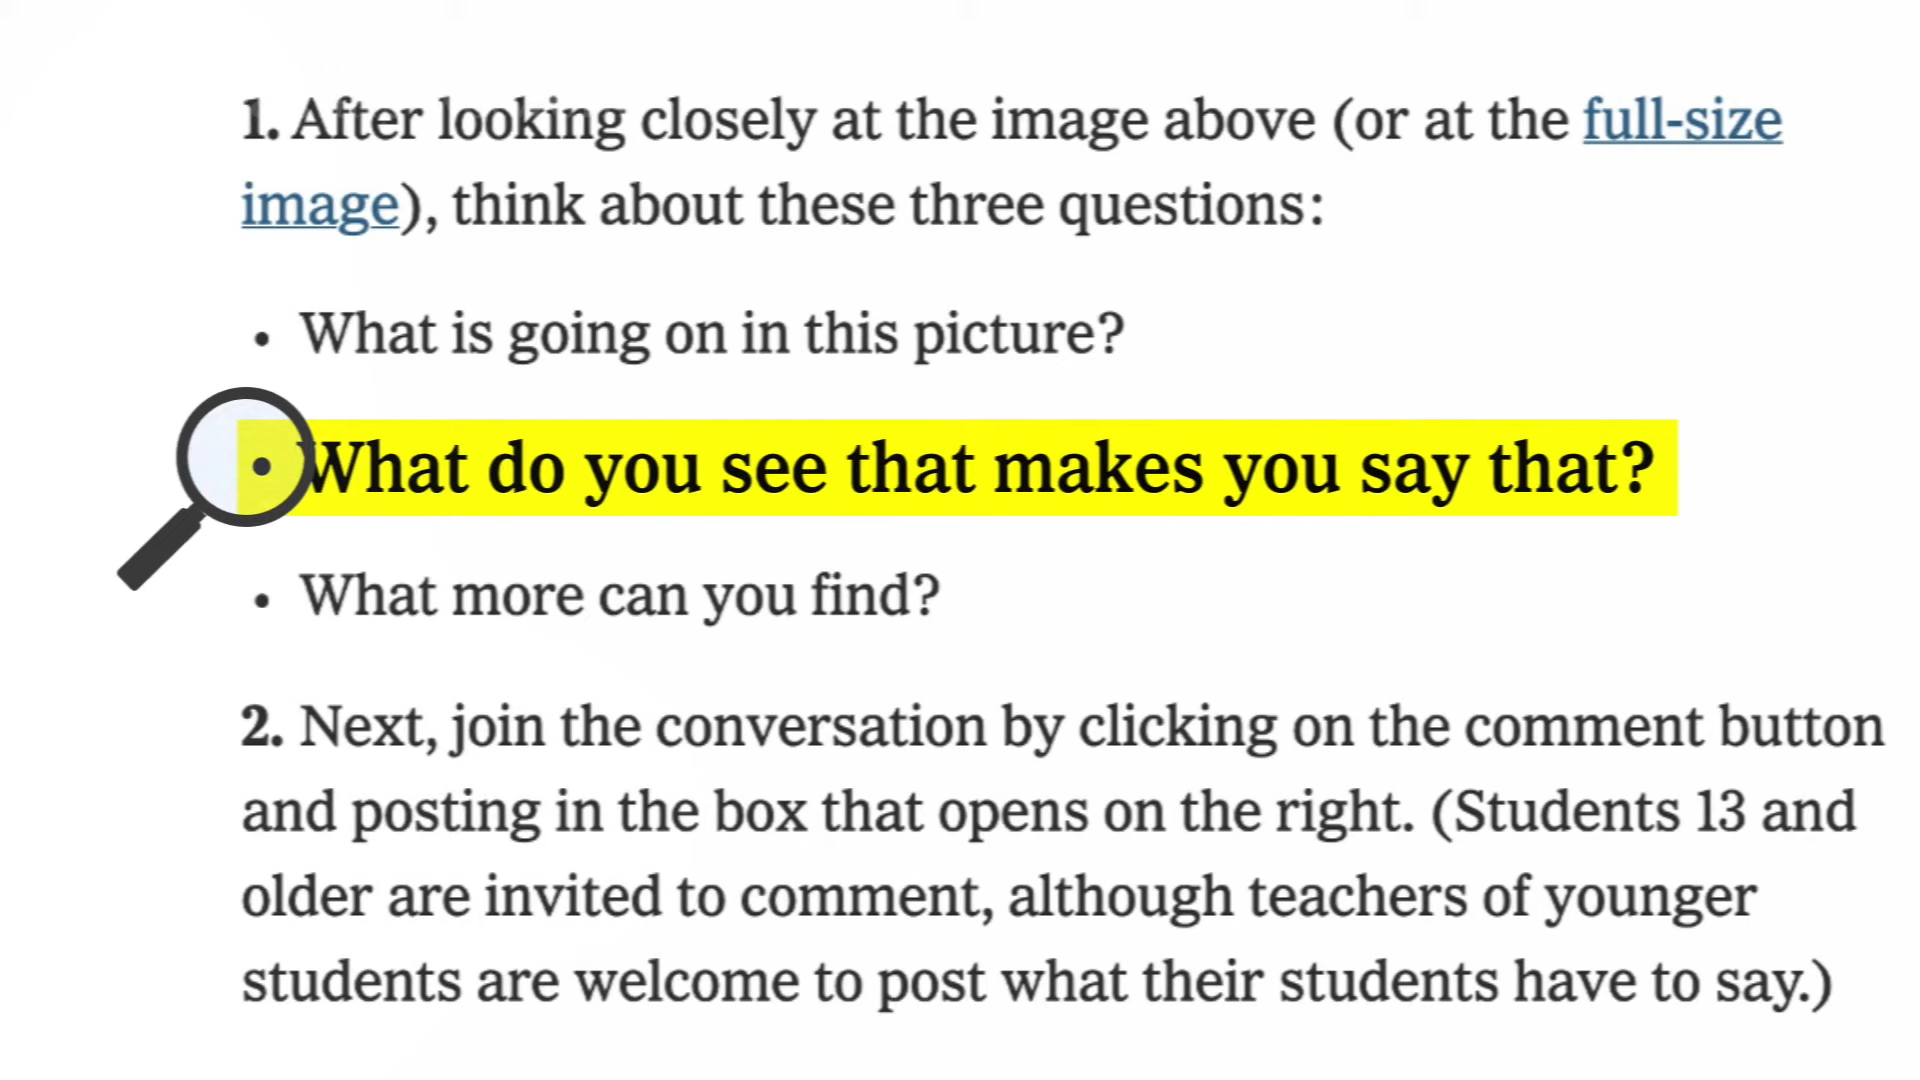 1. After looking closely at the image above (or at the full-size
image), think about these three questions:
• What is going on in this picture?
• What do you see that makes you say that?
• What more can you find?
2. Next, join the conversation by clicking on the comment button
and posting in the box that opens on the right. (Students 13 and
older are invited to comment, although teachers of younger
students are welcome to post what their students have to say.)